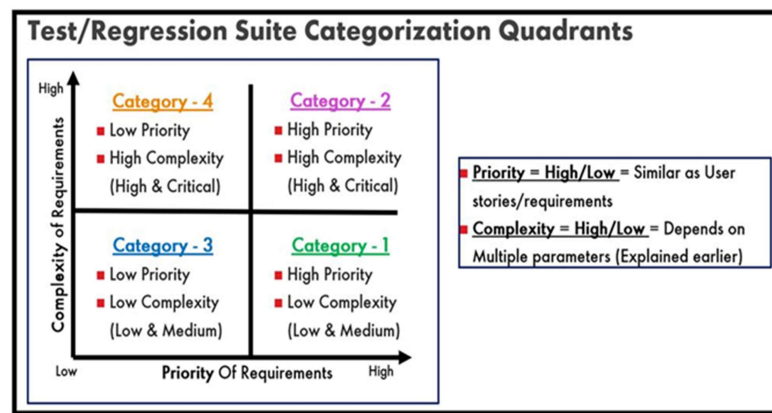 Test/Regression Suite Categorization Quadrants
High
Complexity of Requirements
Category - 4
Low Priority
High Complexity
(High & Critical)
Category - 2
High Priority
High Complexity
(High & Critical)
Category - 3
Low Priority
Low Complexity
(Low & Medium)
Category - 1
High Priority
Low Complexity
(Low & Medium)
Low
Priority Of Requirements
High
Priority = High/Low = Similar as User
stories/requirements
Complexity = High/Low = Depends on
Multiple parameters (Explained earlier)